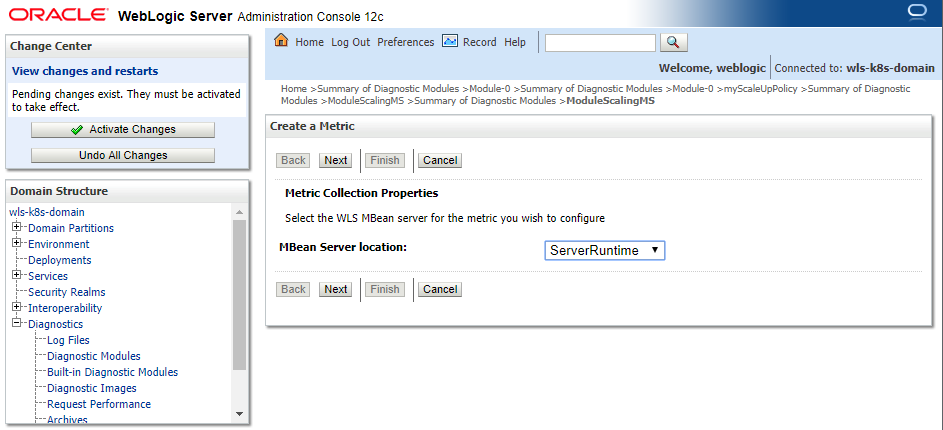 ORACLE® WebLogic Server Administration Console 12c
Change Center
View changes and restarts
Pending changes exist. They must be activated
to take effect.
Activate Changes
Undo All Changes
Domain Structure
wls-k8s-domain
Domain Partitions
Environment
Deployments
Services
Security Realms
Interoperability
Diagnostics
Log Files
Diagnostic Modules
Built-in Diagnostic Modules
Diagnostic Images
Request Performance
Archives
Home Log Out Preferences Record Help
Welcome, weblogic Connected to: wls-k8s-domain
Home >Summary of Diagnostic Modules >Module-0 >Summary of Diagnostic Modules >Module-0 >myScaleUpPolicy >Summary of Diagnostic
Modules >ModuleScalingMS >Summary of Diagnostic Modules >ModuleScalingMS
Create a Metric
Back Next Finish Cancel
Metric Collection Properties
Select the WLS MBean server for the metric you wish to configure
MBean Server location: ServerRuntime
Back Next Finish Cancel